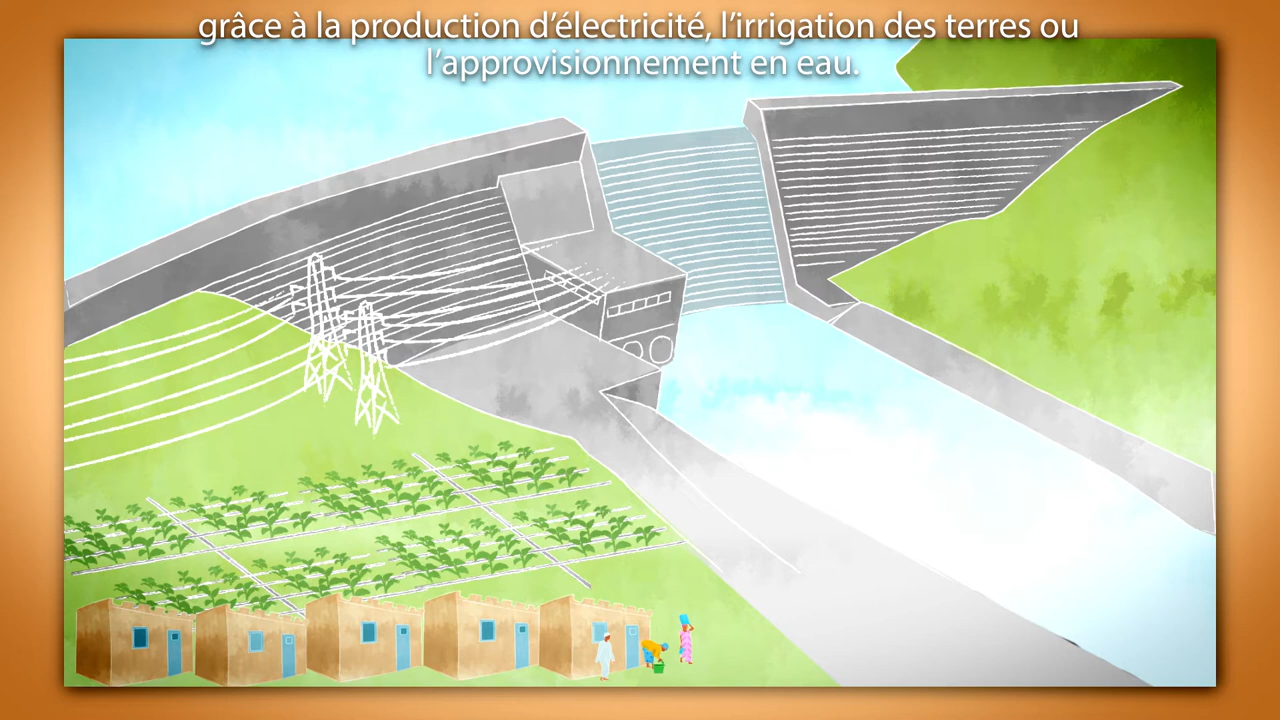 grâce à la production d’électricité, l’irrigation des terres ou
l’approvisionnement en eau.